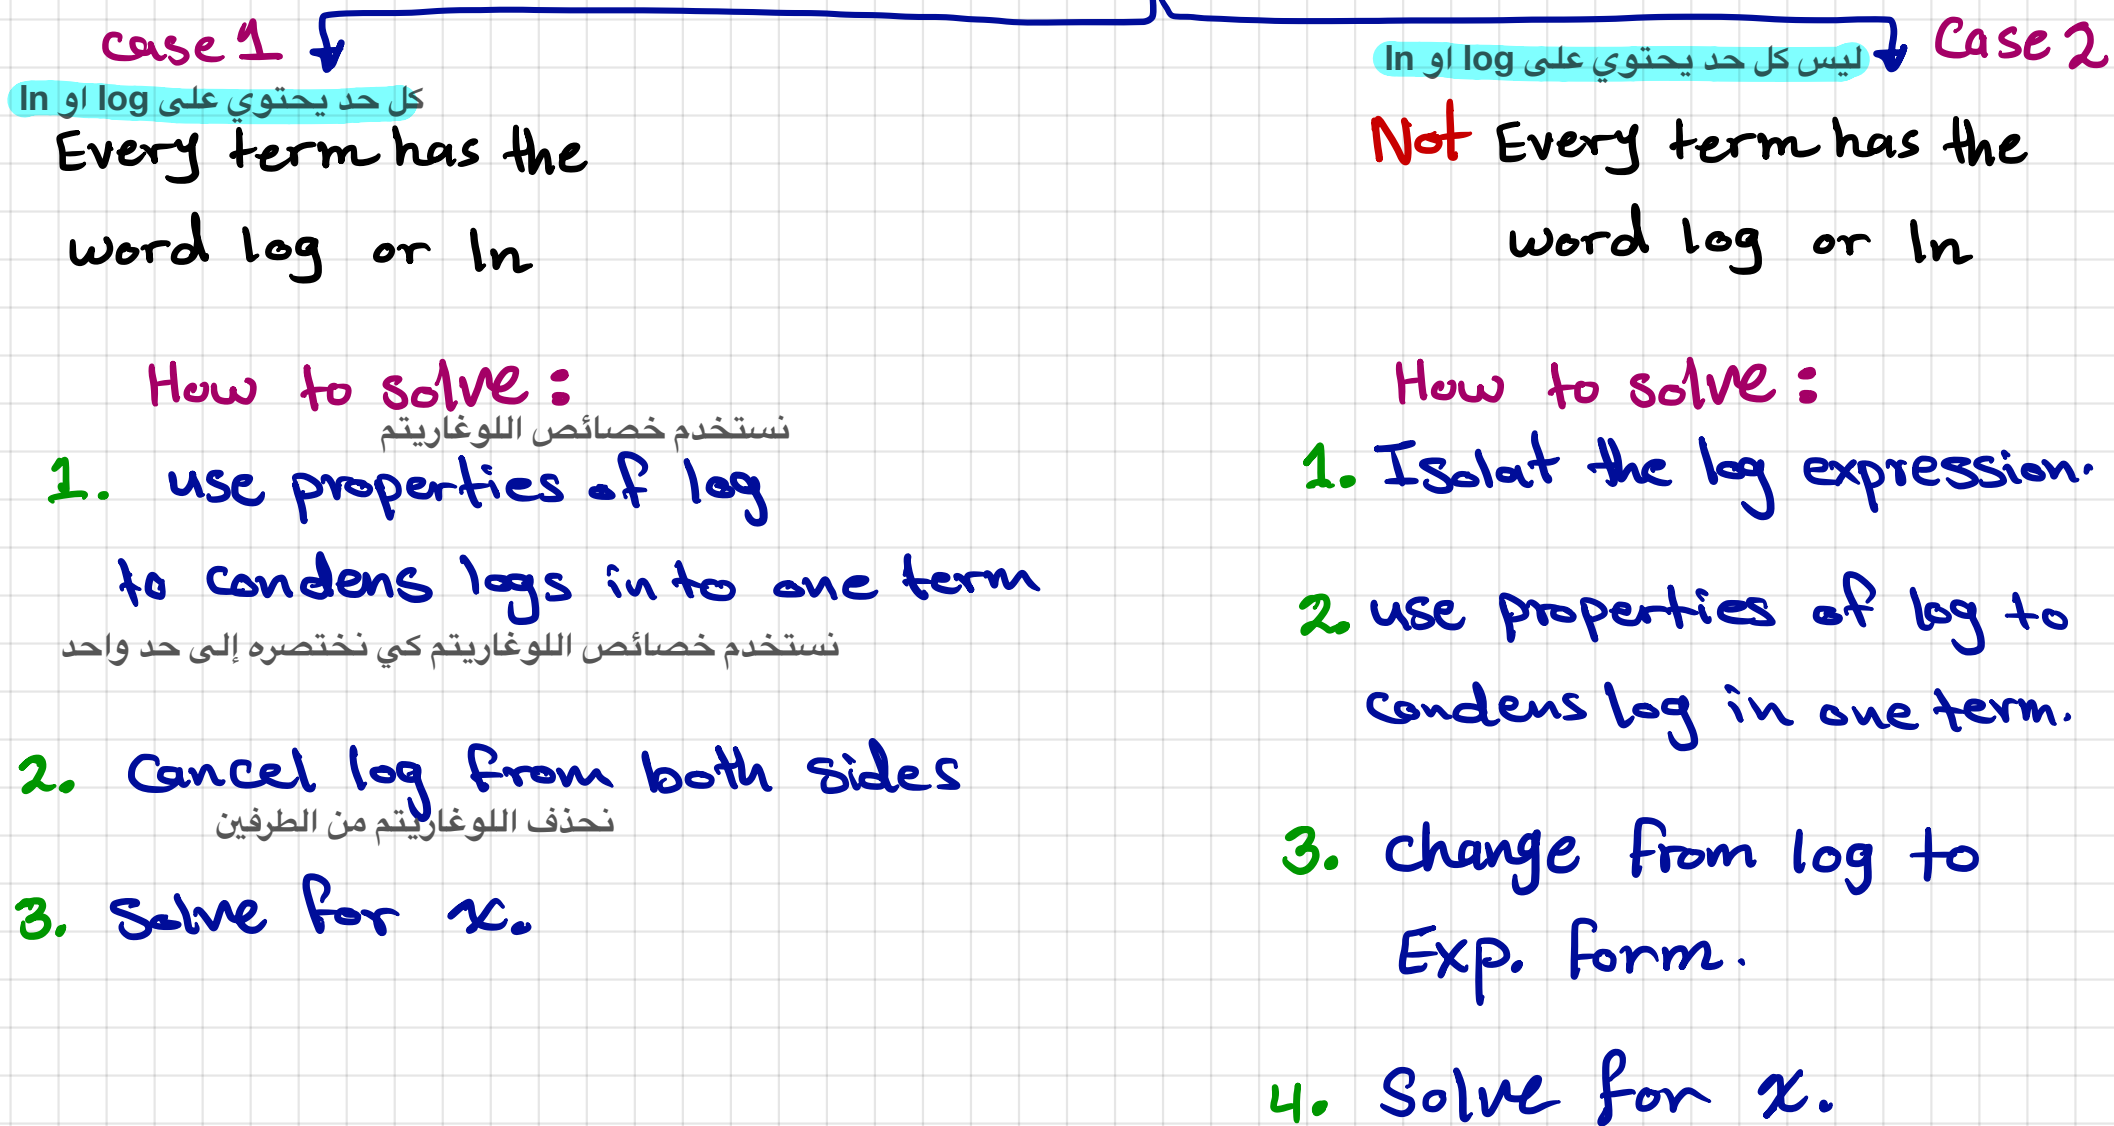 case 1
كل حد يحتوي على log او ln
Every term has the
word log or ln
How to solve:
نستخدم خصائص اللوغاريتم
1. use properties of log
to condens logs in to one term
نستخدم خصائص اللوغاريتم كي نختصره إلى حد واحد
2. Cancel log from both sides
نحذف اللوغاريتم من الطرفين
3. Solve for x.
Case 2
ليس كل حد يحتوي على log او ln
Not Every term has the
word log or ln
How to solve:
1. Isolat the log expression.
2. use properties of log to
condens log in one term.
3. change from log to
Exp. form.
4. Solve for x.